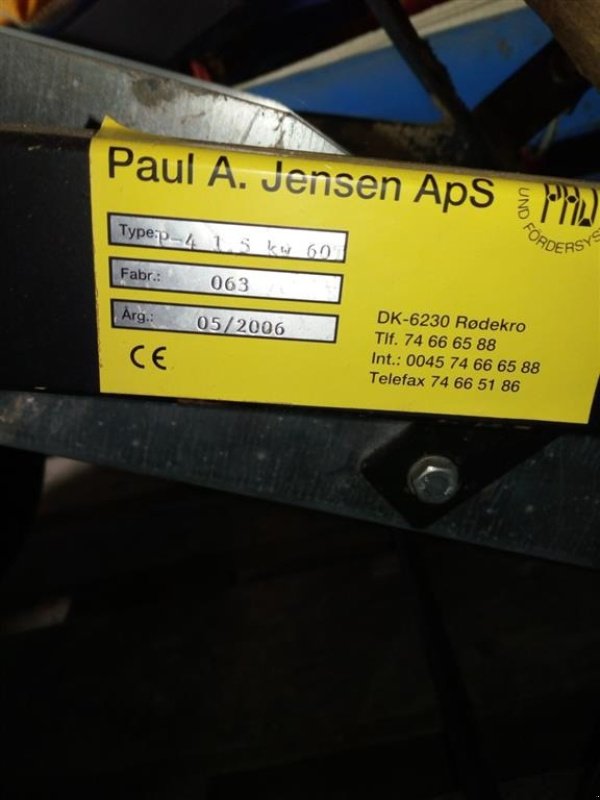 Paul A. Jensen ApS
PAJ
UND FÖRDERSYS
Type: P-4 1.5 kw 60
Fabr.: 063
Årg.: 05/2006
CE
DK-6230 Rødekro
Tlf. 74 66 65 88
Int.: 0045 74 66 65 88
Telefax 74 66 51 86